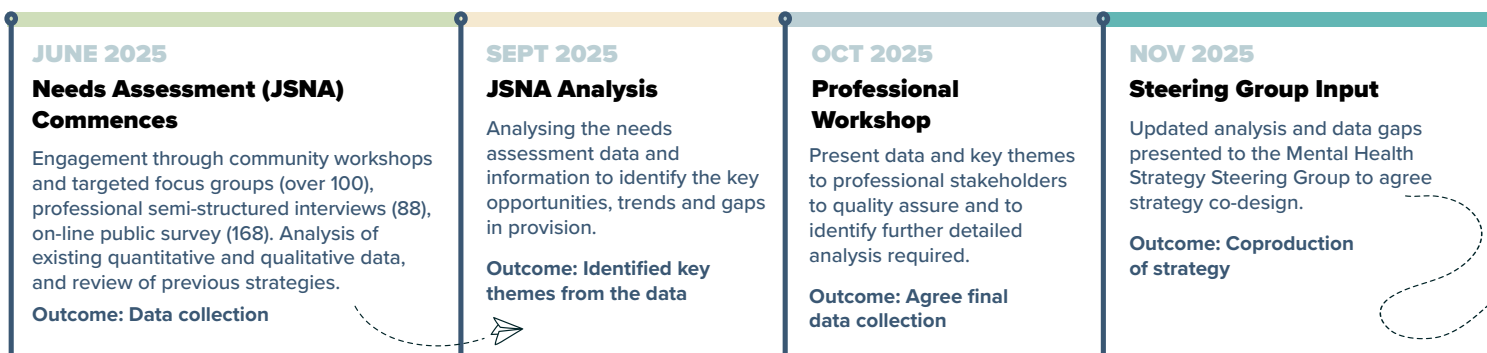 JUNE 2025
Needs Assessment (JSNA)
Commences
Engagement through community workshops
and targeted focus groups (over 100),
professional semi-structured interviews (88),
on-line public survey (168). Analysis of
existing quantitative and qualitative data,
and review of previous strategies.
Outcome: Data collection
SEPT 2025
JSNA Analysis
Analysing the needs
assessment data and
information to identify the key
opportunities, trends and gaps
in provision.
Outcome: Identified key
themes from the data
OCT 2025
Professional
Workshop
Present data and key themes
to professional stakeholders
to quality assure and to
identify further detailed
analysis required.
Outcome: Agree final
data collection
NOV 2025
Steering Group Input
Updated analysis and data gaps
presented to the Mental Health
Strategy Steering Group to agree
strategy co-design.
Outcome: Coproduction
of strategy